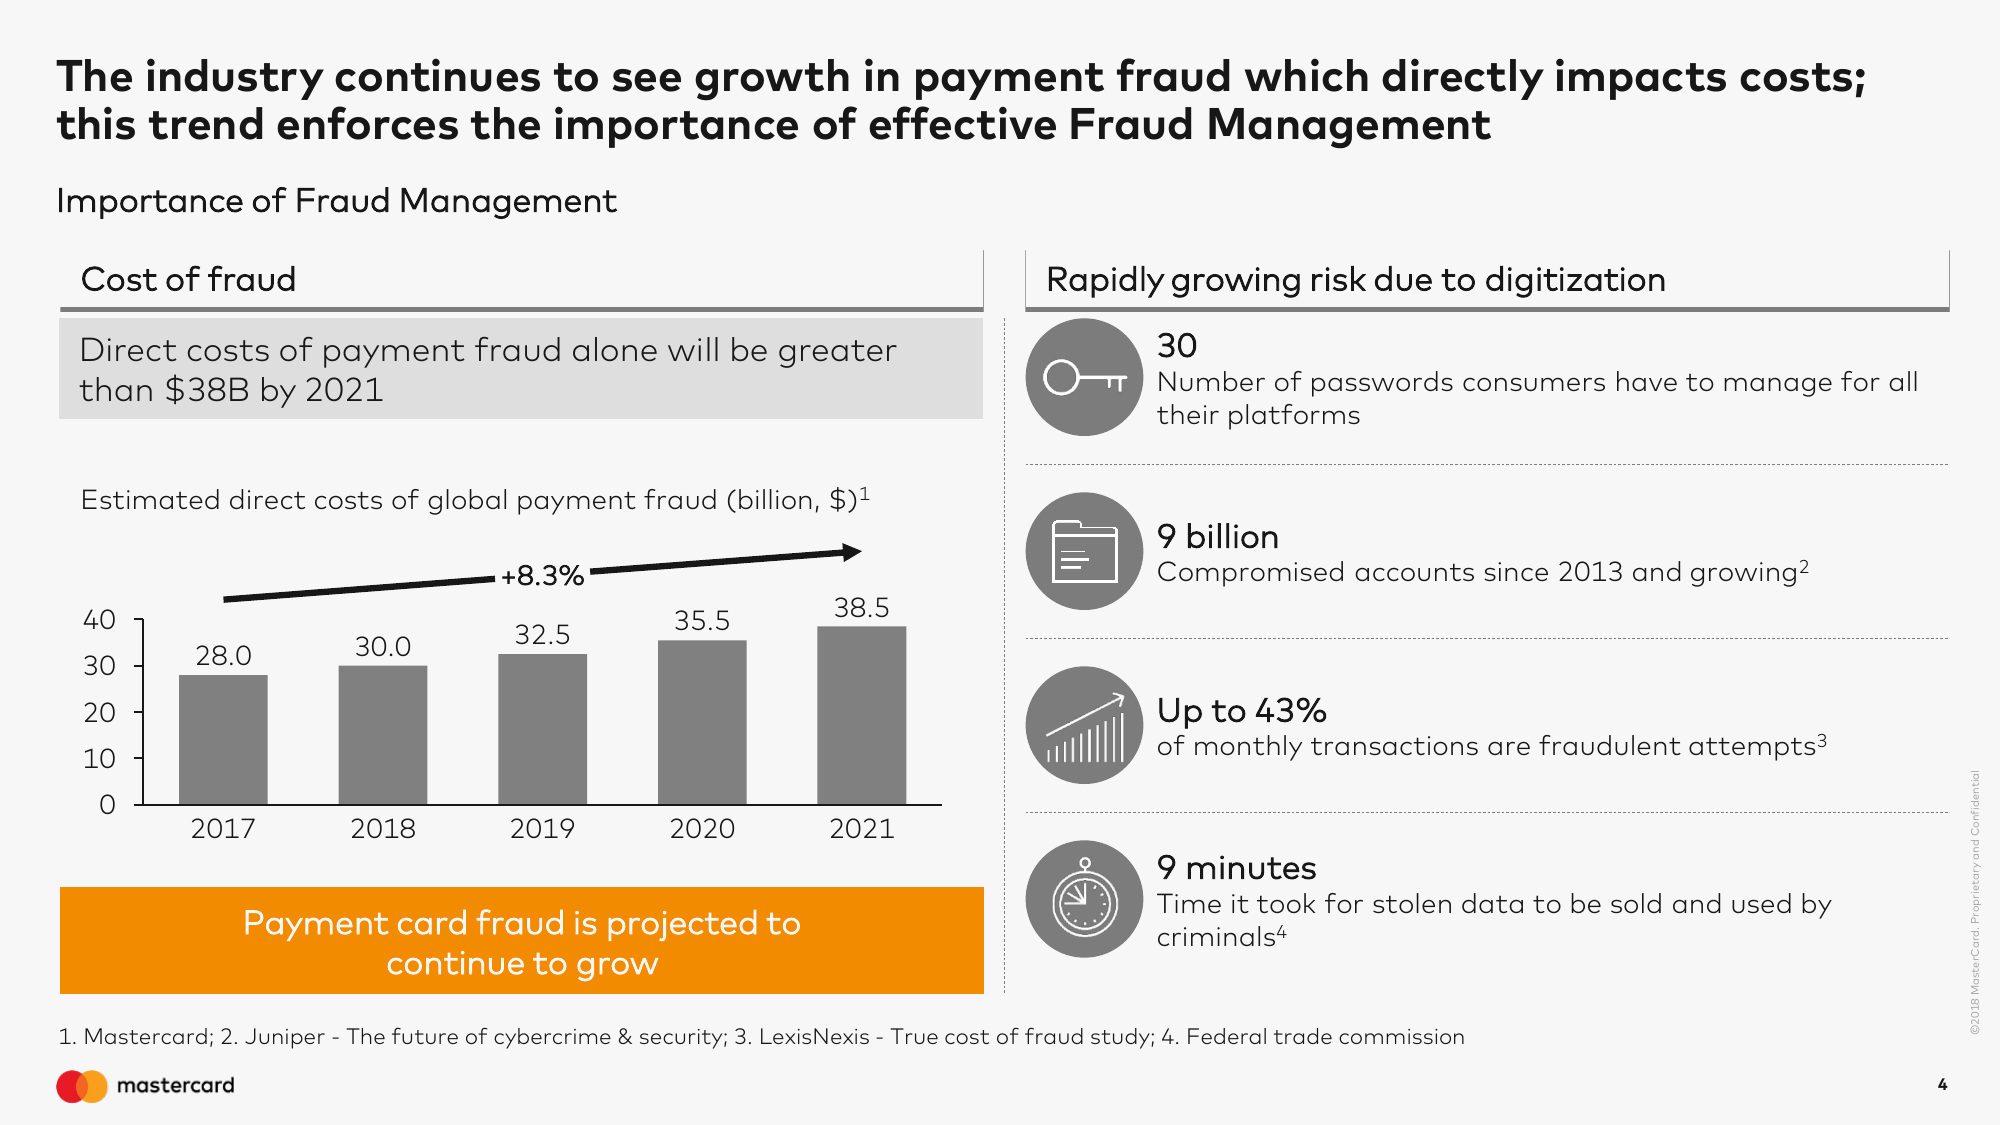 The industry continues to see growth in payment fraud which directly impacts costs;
this trend enforces the importance of effective Fraud Management
Importance of Fraud Management
Cost of fraud
Direct costs of payment fraud alone will be greater
than $38B by 2021
Estimated direct costs of global payment fraud (billion, $)¹
+8.3%
40
30
20
10
0
28.0
30.0
32.5
35.5
38.5
2017
2018
2019
2020
2021
Payment card fraud is projected to
continue to grow
Rapidly growing risk due to digitization
30
Number of passwords consumers have to manage for all
their platforms
9 billion
Compromised accounts since 2013 and growing²
Up to 43%
of monthly transactions are fraudulent attempts³
9 minutes
Time it took for stolen data to be sold and used by
criminals⁴
1. Mastercard; 2. Juniper - The future of cybercrime & security; 3. LexisNexis - True cost of fraud study; 4. Federal trade commission
mastercard
4
©2018 MasterCard. Proprietary and Confidential